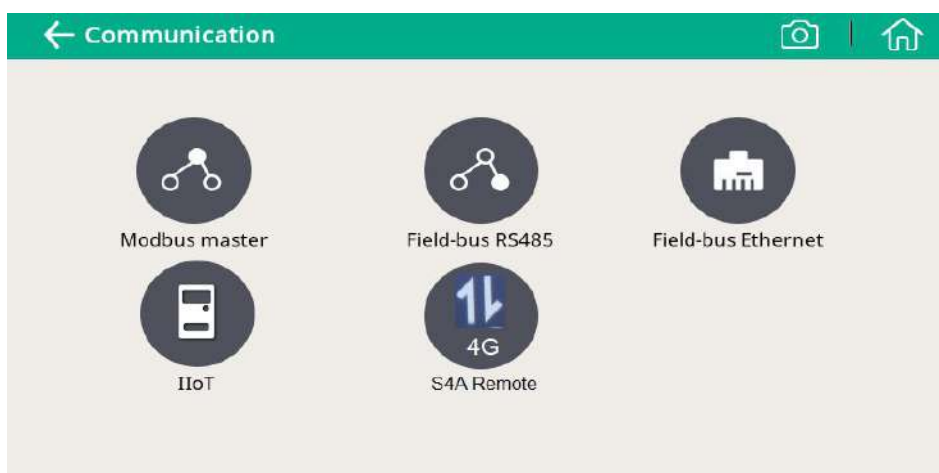 Communication
Modbus master
Field-bus RS485
Field-bus Ethernet
4G
IIoT
S4A Remote